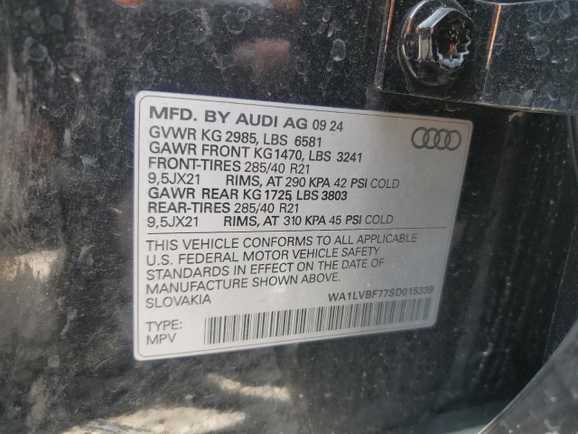 MFD. BY AUDI AG 09 24
GVWR KG 2985, LBS 6581
GAWR FRONT KG1470, LBS 3241
FRONT-TIRES 285/40 R21
9,5JX21 RIMS, AT 290 KPA 42 PSI COLD
GAWR REAR KG 1725, LBS 3803
REAR-TIRES 285/40 R21
9,5JX21 RIMS, AT 310 KPA 45 PSI COLD
THIS VEHICLE CONFORMS TO ALL APPLICABLE
U.S. FEDERAL MOTOR VEHICLE SAFETY
STANDARDS IN EFFECT ON THE DATE OF
MANUFACTURE SHOWN ABOVE.
SLOVAKIA
WA1LVBF77SD015339
TYPE:
MPV